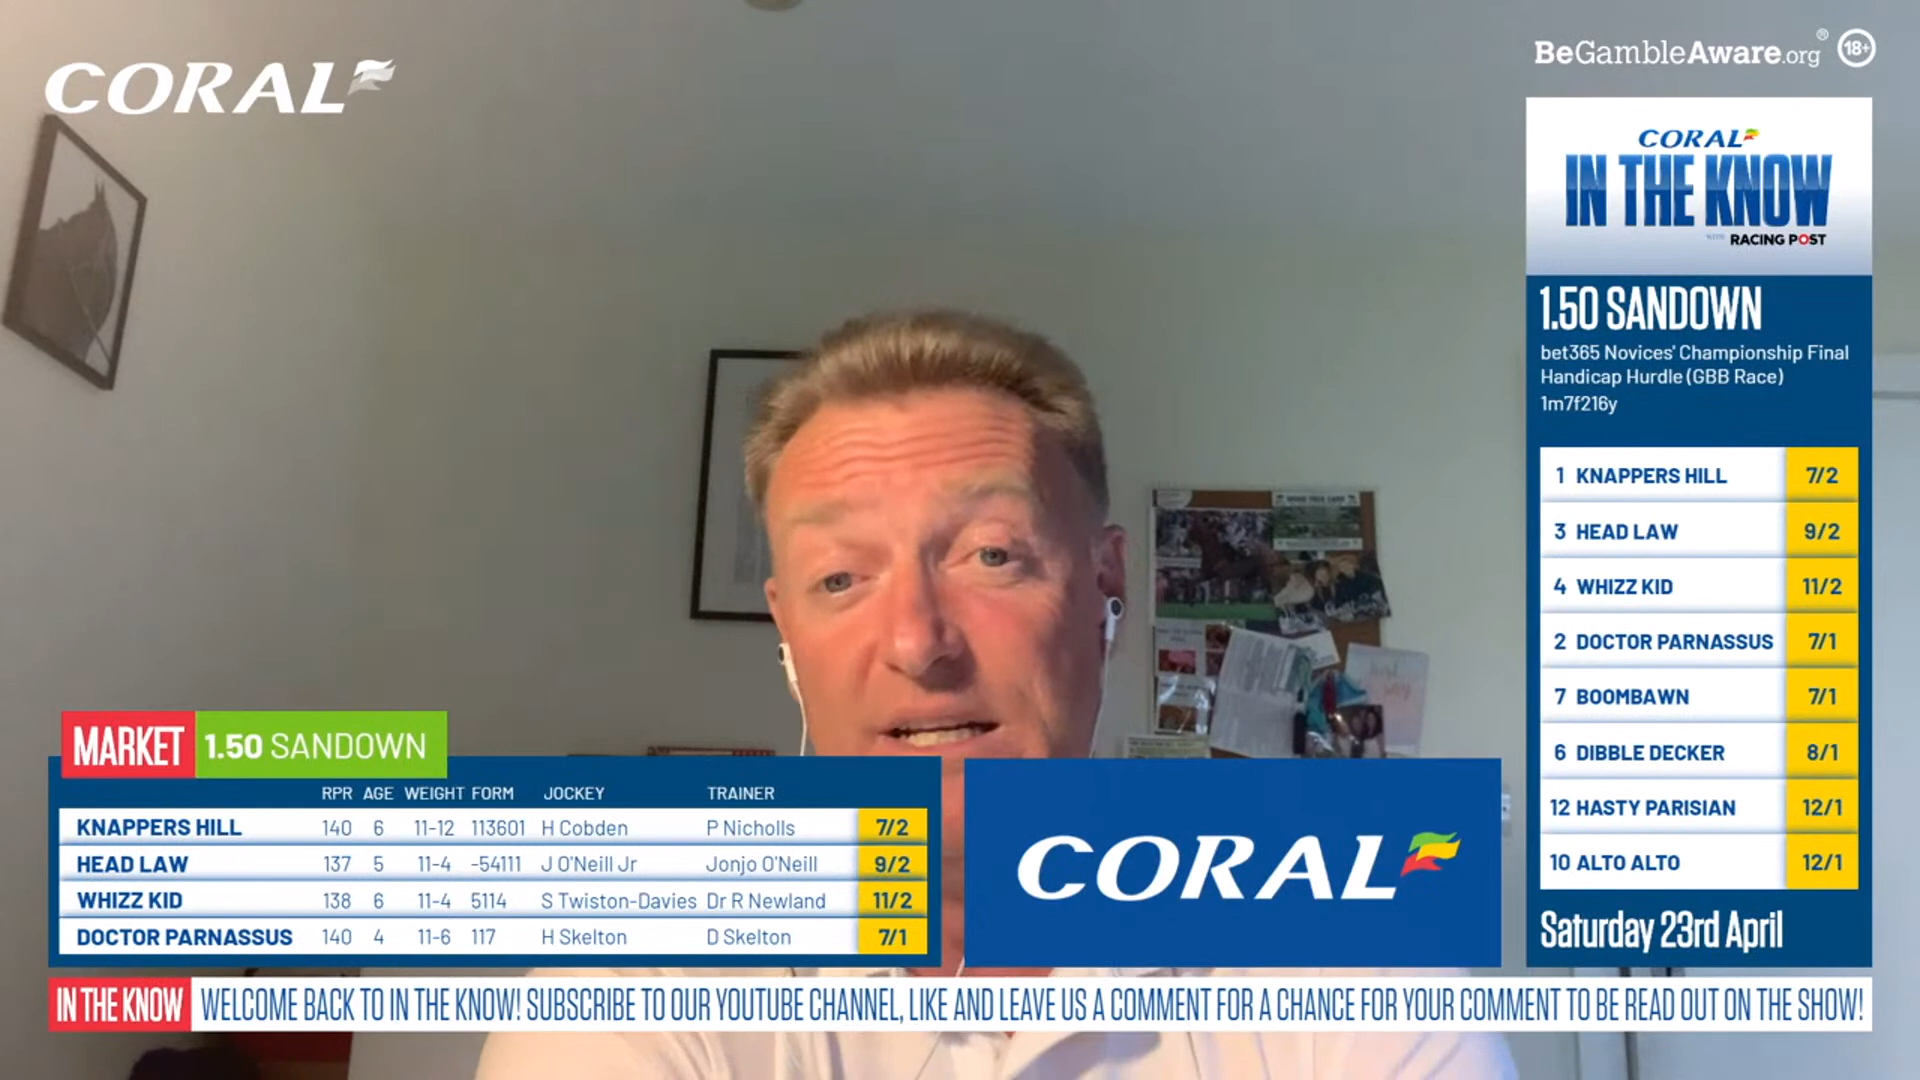 CORAL
BeGambleAware.org® 18+
CORAL
IN THE KNOW
WITH RACING POST
1.50 SANDOWN
bet365 Novices' Championship Final
Handicap Hurdle (GBB Race)
1m7f216y
1 KNAPPERS HILL 7/2
3 HEAD LAW 9/2
4 WHIZZ KID 11/2
2 DOCTOR PARNASSUS 7/1
7 BOOMBAWN 7/1
6 DIBBLE DECKER 8/1
12 HASTY PARISIAN 12/1
10 ALTO ALTO 12/1
Saturday 23rd April
MARKET 1.50 SANDOWN
RPR AGE WEIGHT FORM JOCKEY TRAINER
KNAPPERS HILL 140 6 11-12 113601 H Cobden P Nicholls 7/2
HEAD LAW 137 5 11-4 -54111 J O'Neill Jr Jonjo O'Neill 9/2
WHIZZ KID 138 6 11-4 5114 S Twiston-Davies Dr R Newland 11/2
DOCTOR PARNASSUS 140 4 11-6 117 H Skelton D Skelton 7/1
CORAL
IN THE KNOW WELCOME BACK TO IN THE KNOW! SUBSCRIBE TO OUR YOUTUBE CHANNEL, LIKE AND LEAVE US A COMMENT FOR A CHANCE FOR YOUR COMMENT TO BE READ OUT ON THE SHOW!